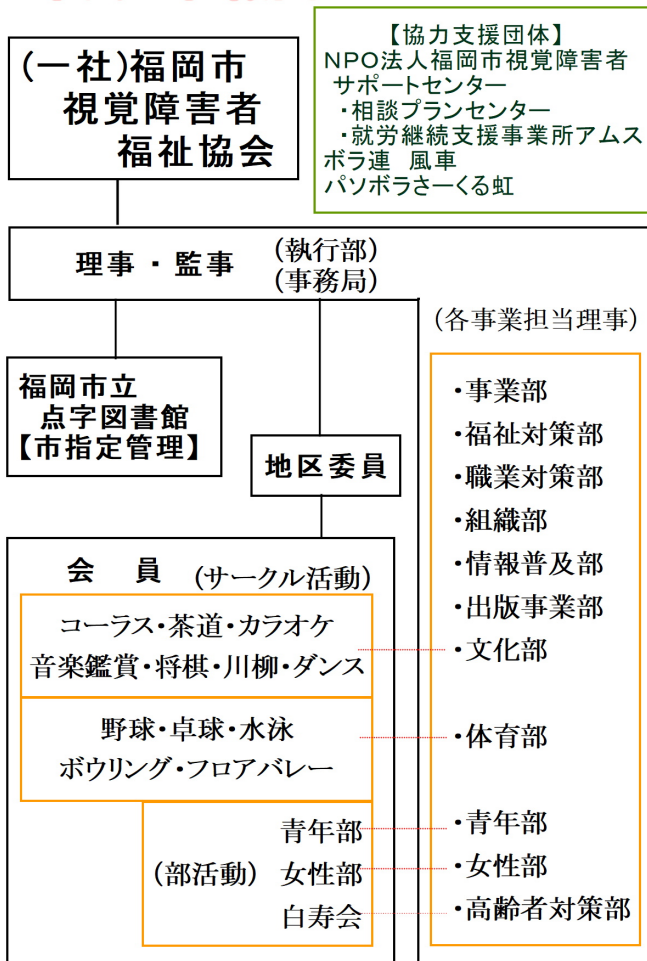 (一社)福岡市
視覚障害者
福祉協会
【協力支援団体】
NPO法人福岡市視覚障害者
サポートセンター
・相談プランセンター
・就労継続支援事業所アムス
ボラ連 風車
パソボラさーくる虹
理事・監事 (執行部)
(事務局)
福岡市立
点字図書館
【市指定管理】
地区委員
会 員 (サークル活動)
コーラス・茶道・カラオケ
音楽鑑賞・将棋・川柳・ダンス
野球・卓球・水泳
ボウリング・フロアバレー
青年部
(部活動) 女性部
白寿会
(各事業担当理事)
・事業部
・福祉対策部
・職業対策部
・組織部
・情報普及部
・出版事業部
・文化部
・体育部
・青年部
・女性部
・高齢者対策部